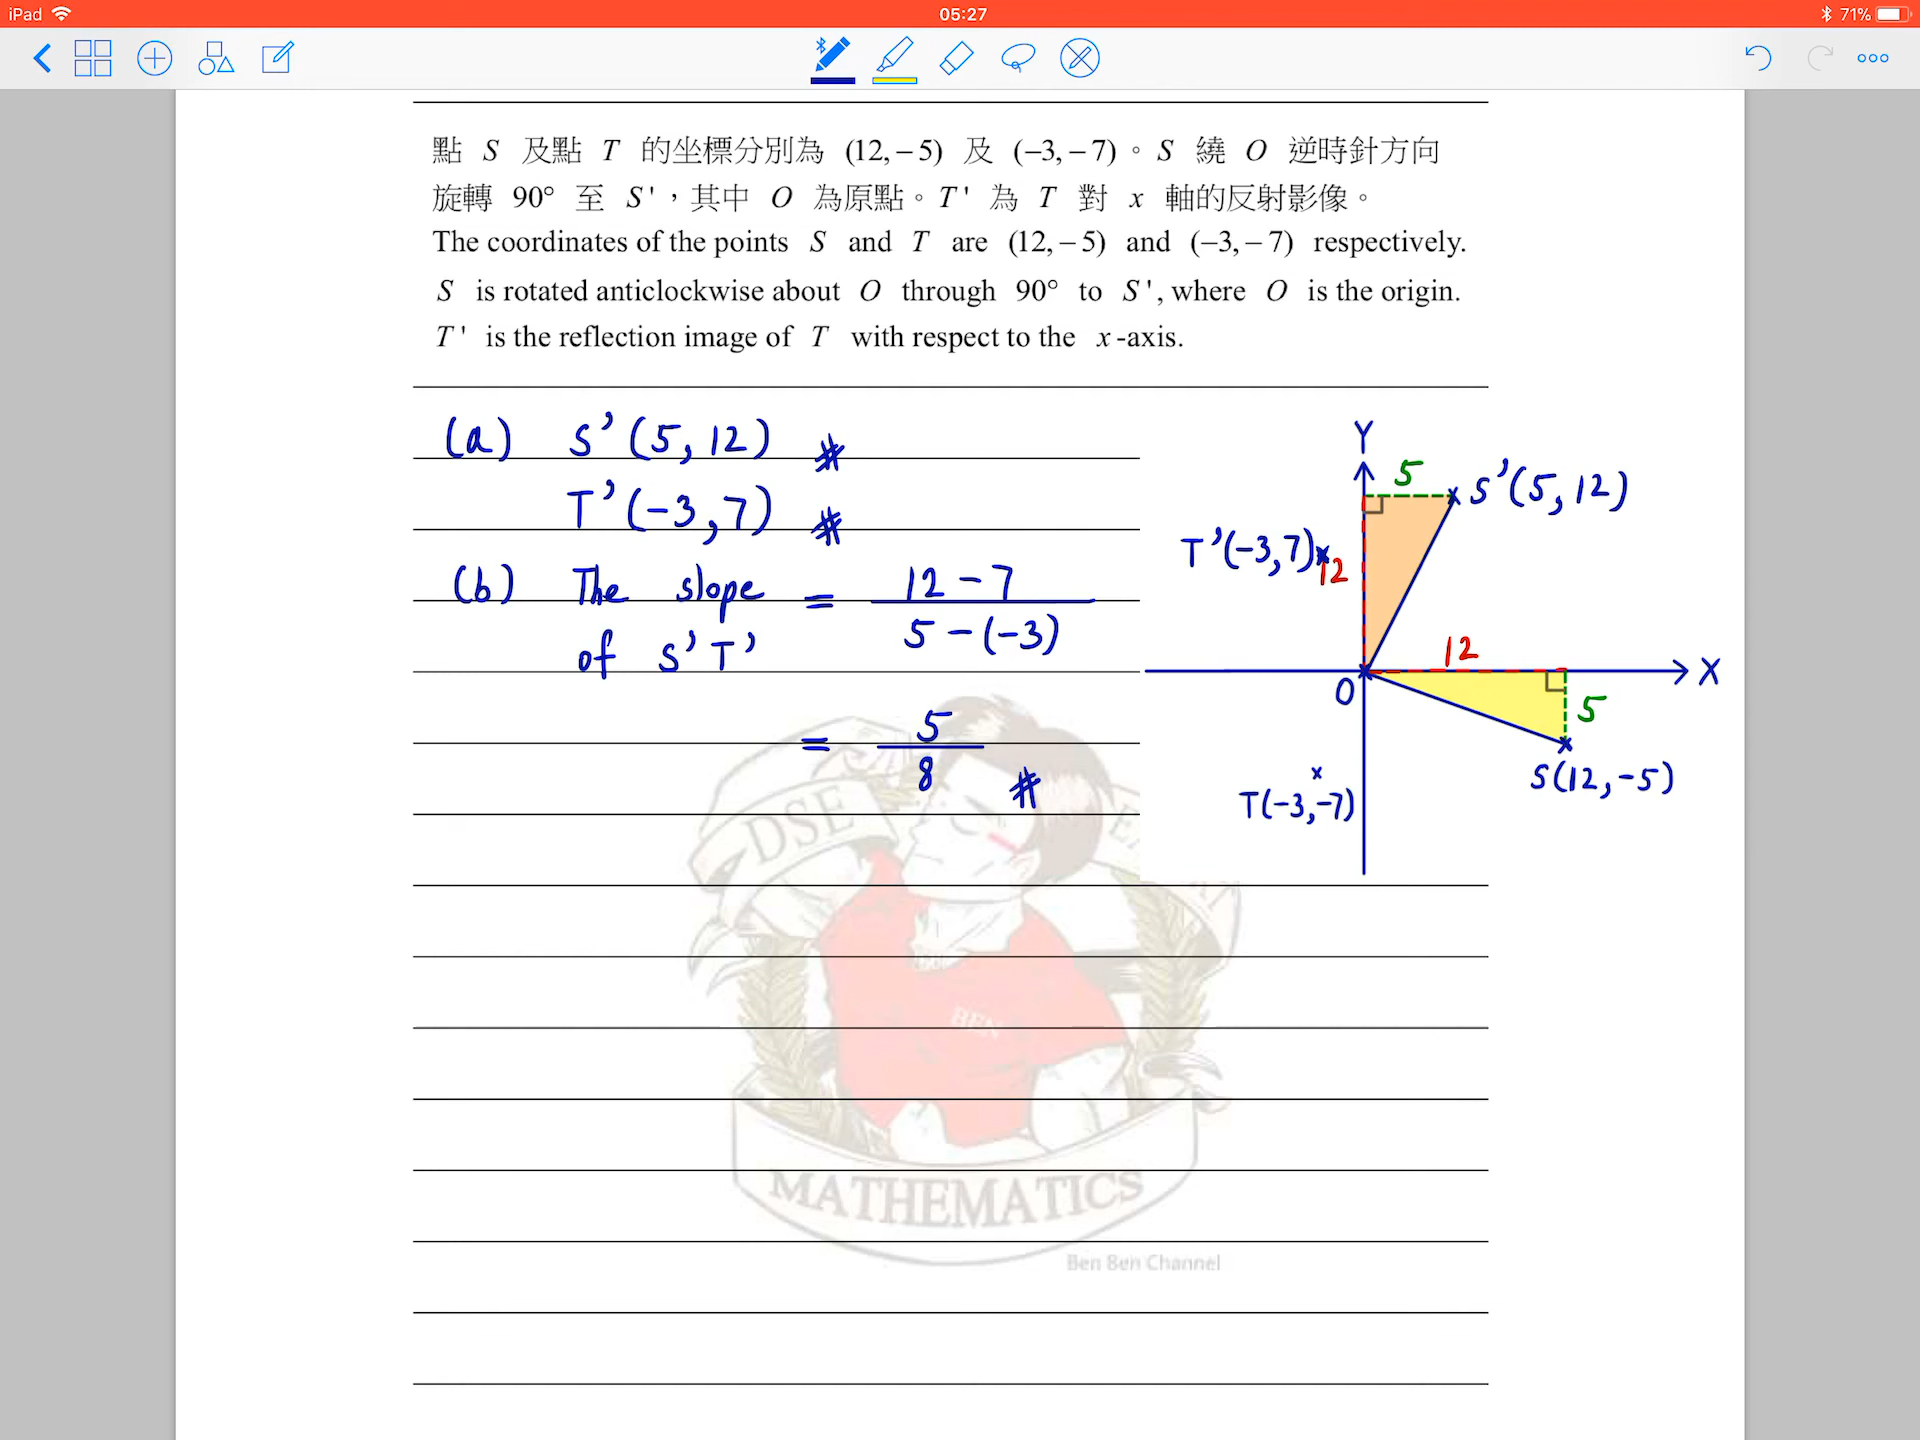 iPad 05:27 71%
點 S 及點 T 的坐標分別為 (12,−5) 及 (−3,−7)。S 繞 O 逆時針方向
旋轉 90° 至 S'，其中 O 為原點。T' 為 T 對 x 軸的反射影像。
The coordinates of the points S and T are (12,−5) and (−3,−7) respectively.
S is rotated anticlockwise about O through 90° to S', where O is the origin.
T' is the reflection image of T with respect to the x-axis.
(a) S'(5,12) #
T'(−3,7) #
(b) The slope = 12−7
5−(−3)
of S'T'
= 5
8 #
Y
5
S'(5,12)
T'(−3,7)
12
12
X
O
5
S(12,−5)
T(−3,−7)
DSE
BEN
MATHEMATICS
Ben Ben Channel